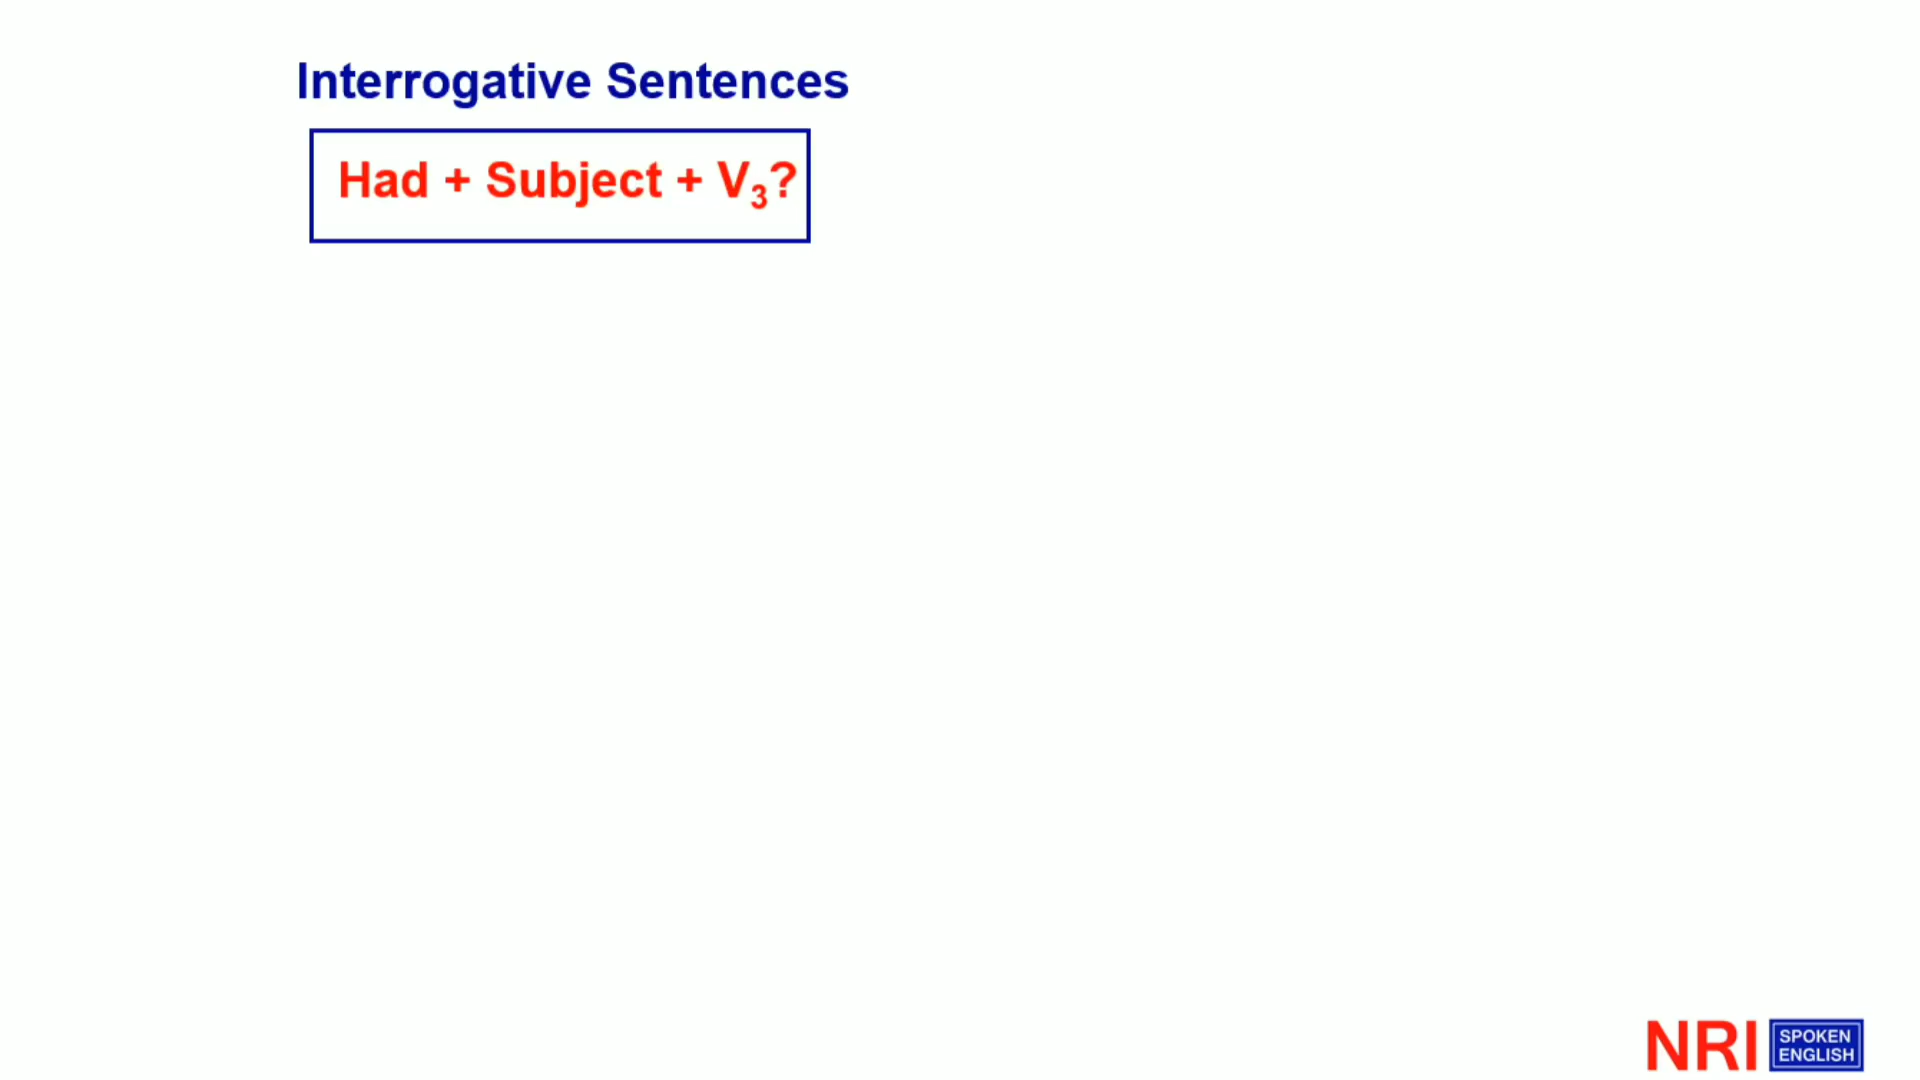 Interrogative Sentences
Had + Subject + V₃?
NRI SPOKEN
ENGLISH